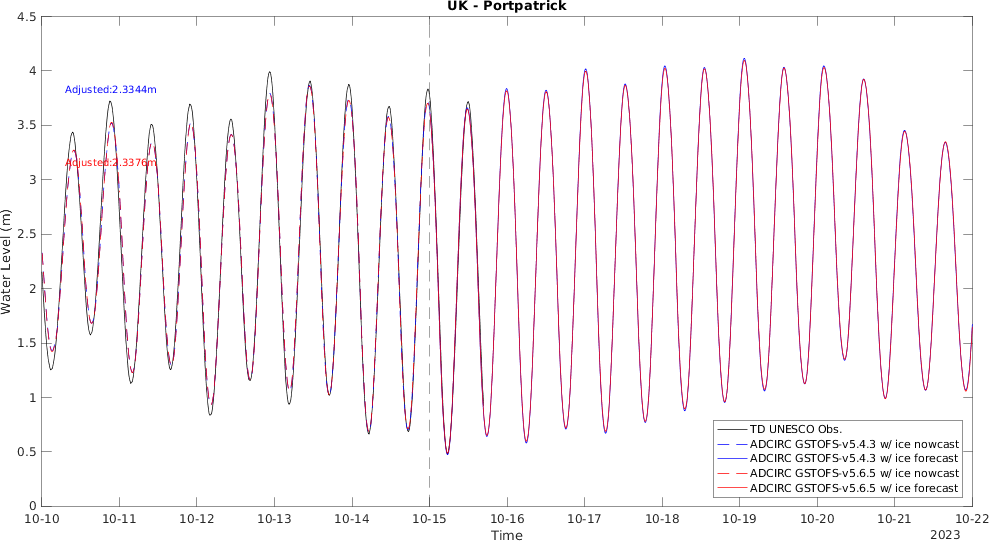 UK - Portpatrick
4.5
4
3.5
3
2.5
2
1.5
1
0.5
0
Water Level (m)
Adjusted:2.3344m
Adjusted:2.3376m
TD UNESCO Obs.
ADCIRC GSTOFS-v5.4.3 w/ ice nowcast
ADCIRC GSTOFS-v5.4.3 w/ ice forecast
ADCIRC GSTOFS-v5.6.5 w/ ice nowcast
ADCIRC GSTOFS-v5.6.5 w/ ice forecast
10-10 10-11 10-12 10-13 10-14 10-15 10-16 10-17 10-18 10-19 10-20 10-21 10-22
Time
2023